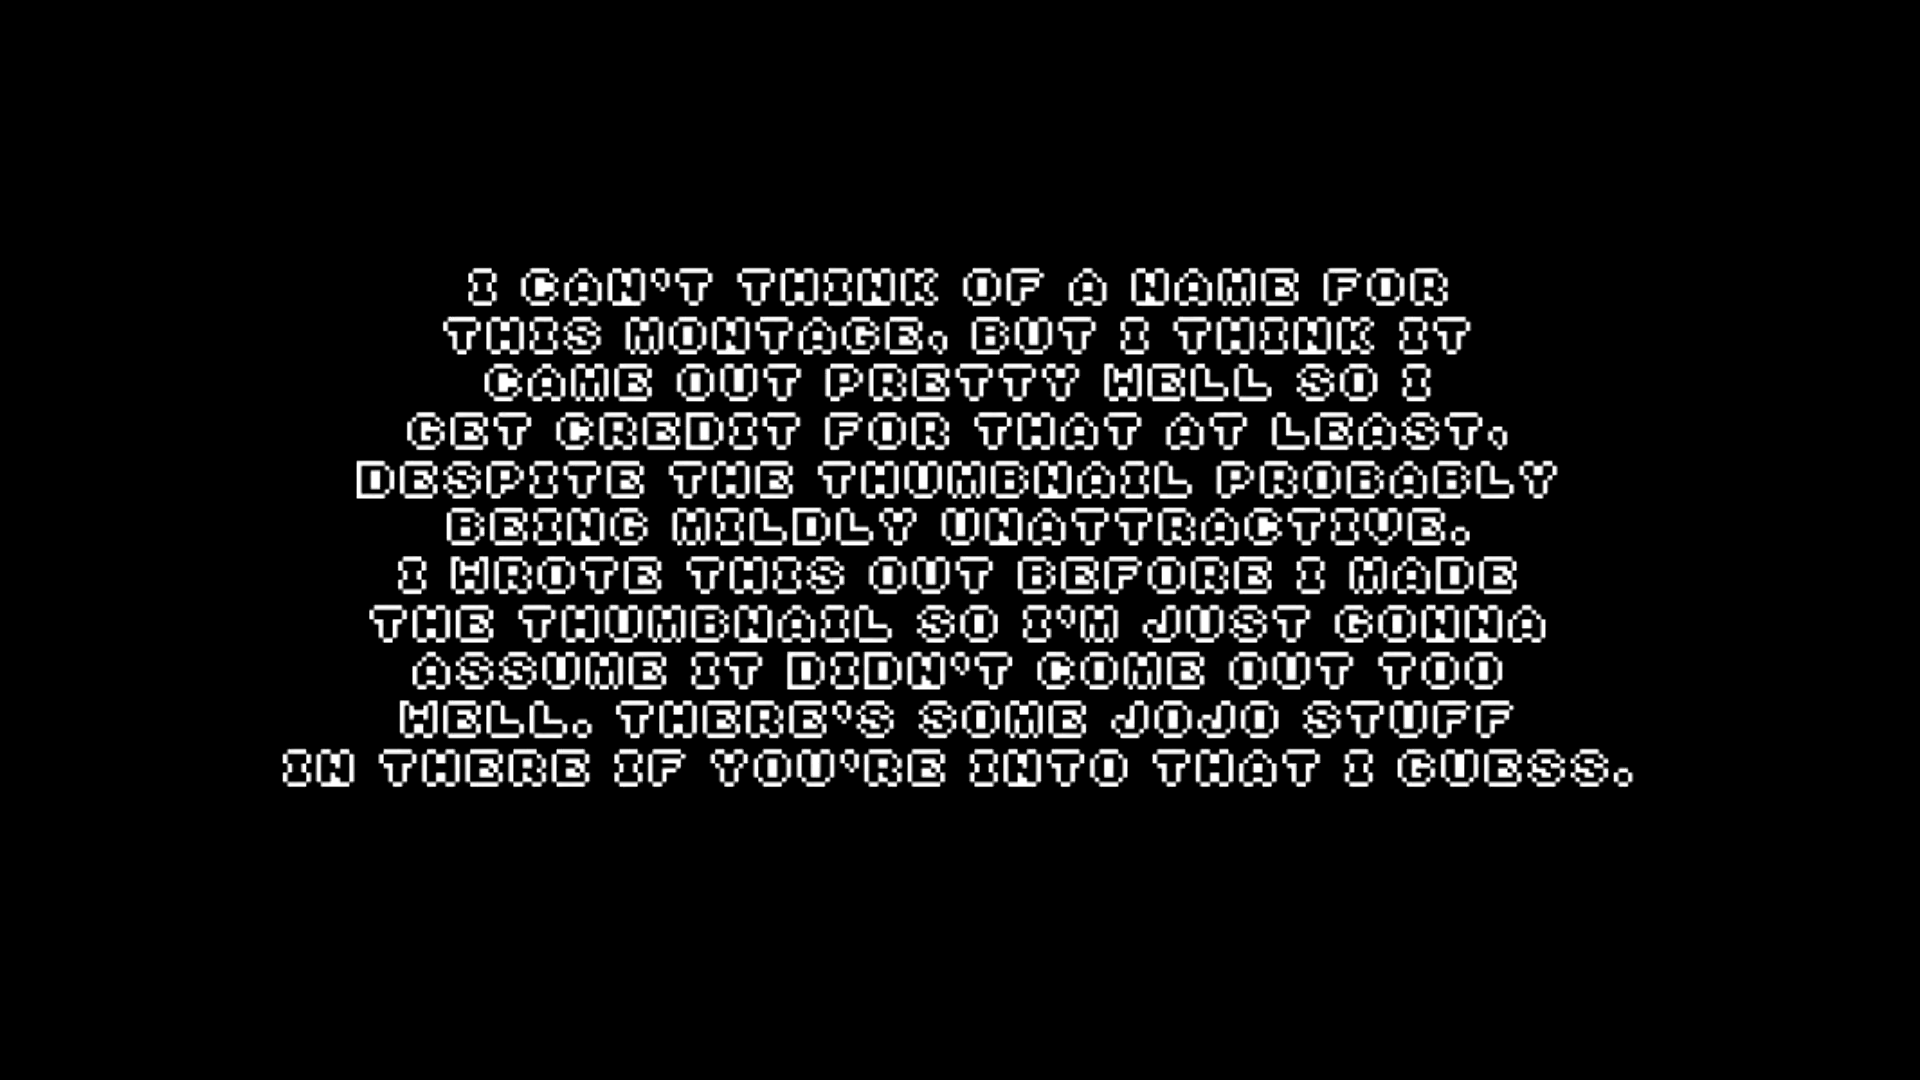 I CAN'T THINK OF A NAME FOR
THIS MONTAGE, BUT I THINK IT
CAME OUT PRETTY WELL SO I
GET CREDIT FOR THAT AT LEAST,
DESPITE THE THUMBNAIL PROBABLY
BEING MILDLY UNATTRACTIVE.
I WROTE THIS OUT BEFORE I MADE
THE THUMBNAIL SO I'M JUST GONNA
ASSUME IT DIDN'T COME OUT TOO
WELL. THERE'S SOME JOJO STUFF
IN THERE IF YOU'RE INTO THAT I GUESS.